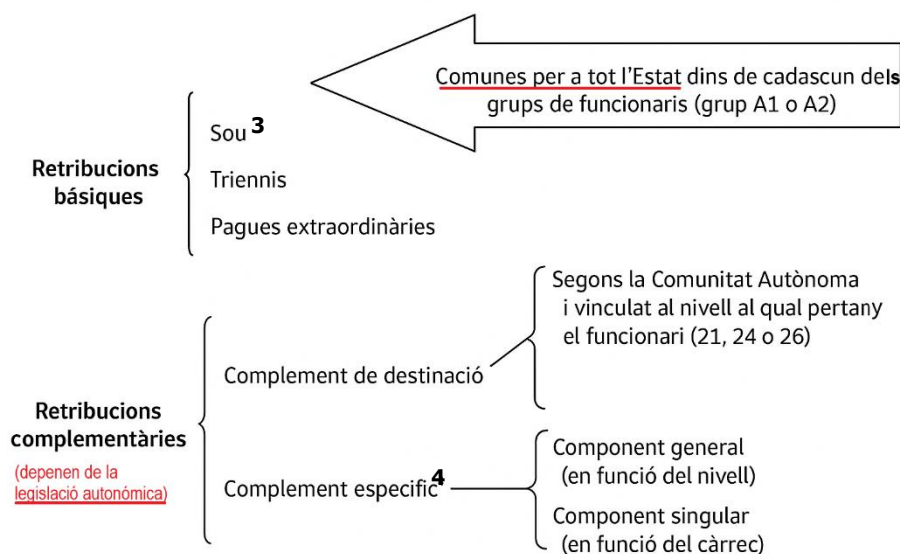 Comunes per a tot l'Estat dins de cadascun dels
grups de funcionaris (grup A1 o A2)
Retribucions
básiques
Sou 3
Triennis
Pagues extraordinàries
Retribucions
complementàries
(depenen de la
legislació autonómica)
Complement de destinació
Segons la Comunitat Autònoma
i vinculat al nivell al qual pertany
el funcionari (21, 24 o 26)
Complement especific 4
Component general
(en funció del nivell)
Component singular
(en funció del càrrec)